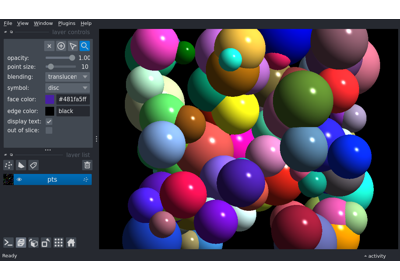 File View Window Plugins Help
layer controls
opacity: 1.00
point size: 10
blending: translucen
symbol: disc
face color: #481fa5ff
edge color: black
display text:
out of slice:
layer list
pts
Ready activity